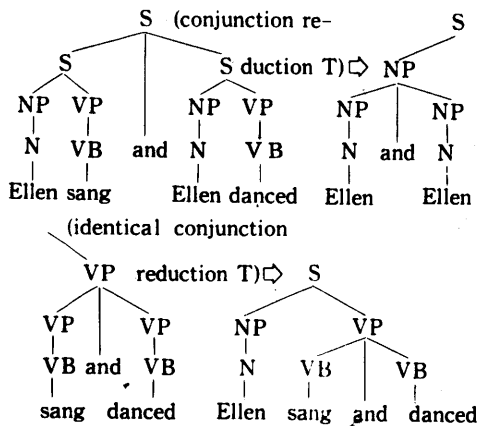 S (conjunction re- S
S S duction T) ⇨ NP
NP VP NP VP NP NP
N VB and N VB N and N
Ellen sang Ellen danced Ellen Ellen
(identical conjunction
VP reduction T) ⇨ S
VP VP NP VP
VB and VB N VB VB
sang danced Ellen sang and danced